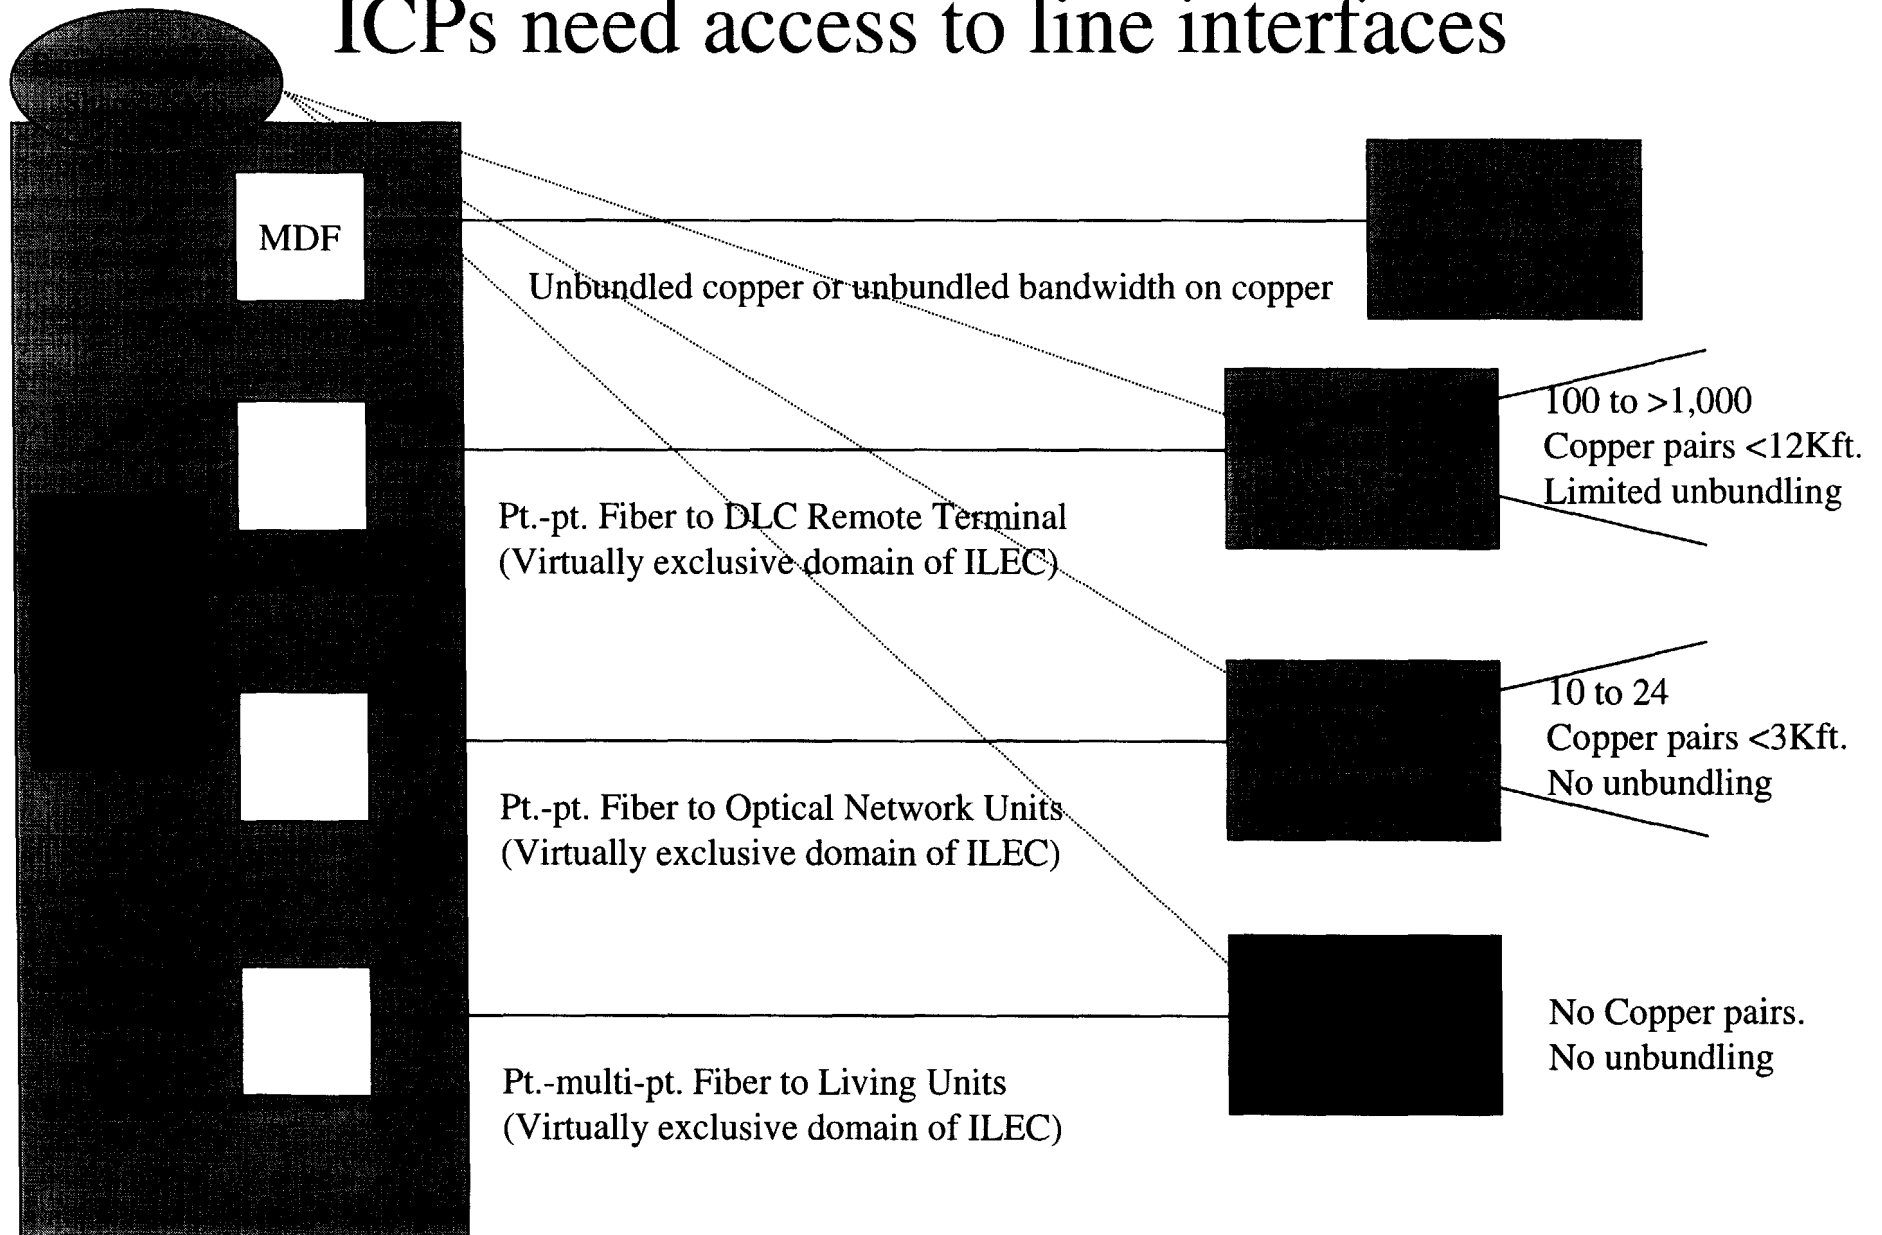 ICPs need access to line interfaces
MDF
Unbundled copper or unbundled bandwidth on copper
100 to >1,000
Copper pairs <12Kft.
Limited unbundling
Pt.-pt. Fiber to DLC Remote Terminal
(Virtually exclusive domain of ILEC)
10 to 24
Copper pairs <3Kft.
No unbundling
Pt.-pt. Fiber to Optical Network Units
(Virtually exclusive domain of ILEC)
No Copper pairs.
No unbundling
Pt.-multi-pt. Fiber to Living Units
(Virtually exclusive domain of ILEC)